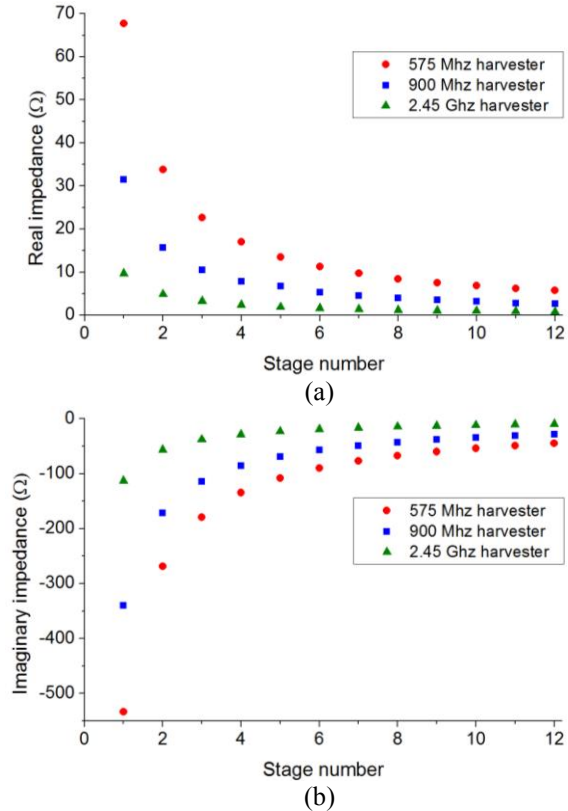 70
60
50
40
30
20
10
0
Real impedance (Ω)
575 Mhz harvester
900 Mhz harvester
2.45 Ghz harvester
0 2 4 6 8 10 12
Stage number
(a)
0
-100
-200
-300
-400
-500
Imaginary impedance (Ω)
575 Mhz harvester
900 Mhz harvester
2.45 Ghz harvester
0 2 4 6 8 10 12
Stage number
(b)